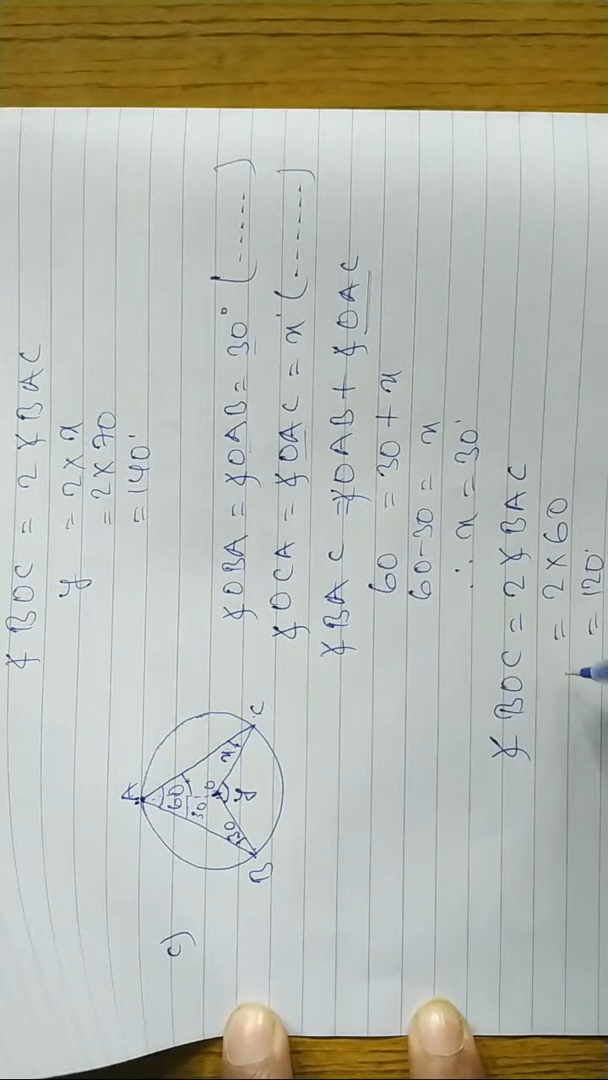 ∠BOC = 2∠BAC
y = 2×x
= 2×70
= 140°
c)
A
60
30
O
x
30
y
B
C
∠OBA = ∠OAB = 30° (......)
∠OCA = ∠OAC = x° (.......)
∠BAC = ∠OAB + ∠OAC
60 = 30 + x
60-30 = x
∴ x = 30°
∠BOC = 2∠BAC
= 2×60
= 120°